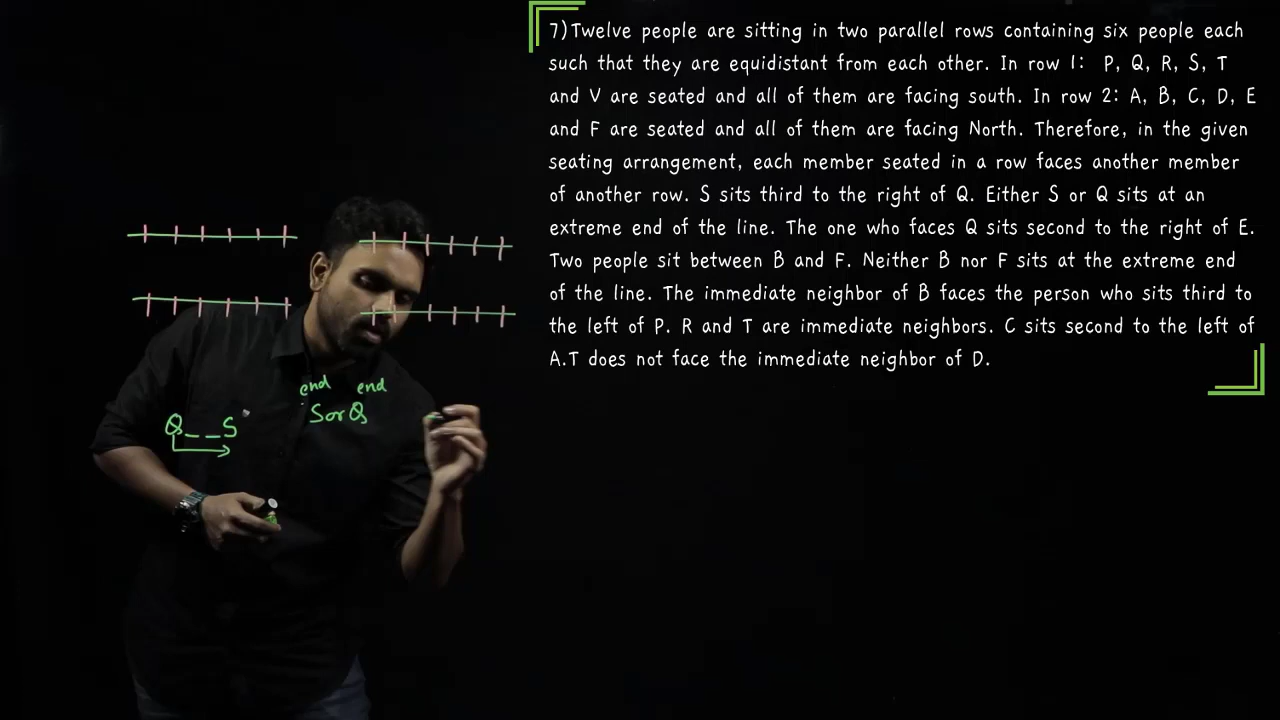 7)Twelve people are sitting in two parallel rows containing six people each
such that they are equidistant from each other. In row 1: P, Q, R, S, T
and V are seated and all of them are facing south. In row 2: A, B, C, D, E
and F are seated and all of them are facing North. Therefore, in the given
seating arrangement, each member seated in a row faces another member
of another row. S sits third to the right of Q. Either S or Q sits at an
extreme end of the line. The one who faces Q sits second to the right of E.
Two people sit between B and F. Neither B nor F sits at the extreme end
of the line. The immediate neighbor of B faces the person who sits third to
the left of P. R and T are immediate neighbors. C sits second to the left of
A.T does not face the immediate neighbor of D.
end end
S or Q
Q _ _ S